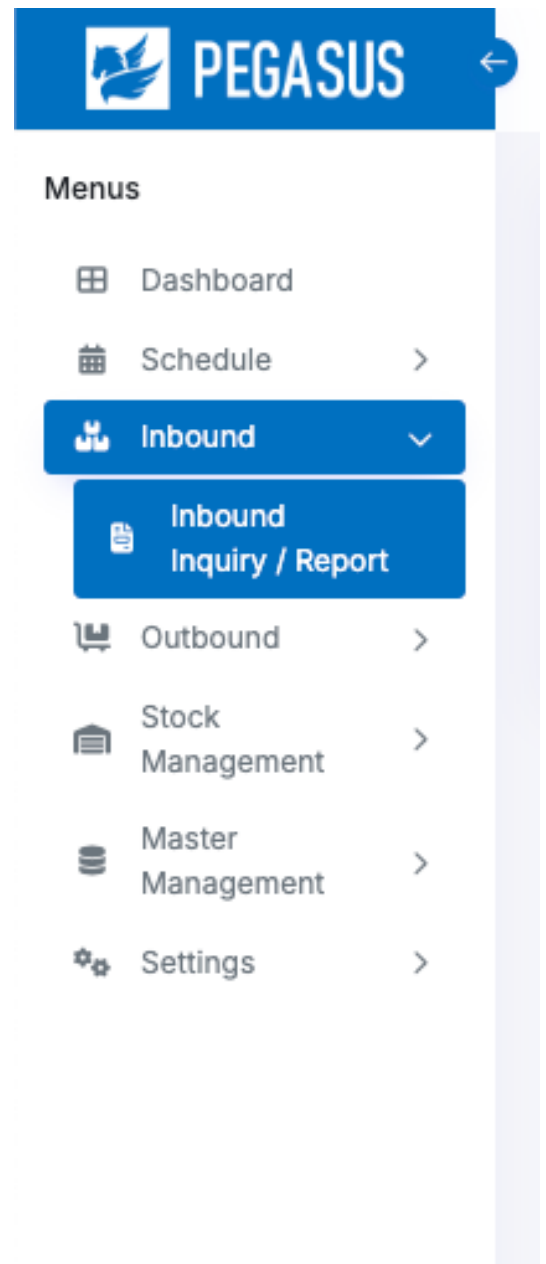 PEGASUS
Menus
Dashboard
Schedule
Inbound
Inbound
Inquiry / Report
Outbound
Stock
Management
Master
Management
Settings